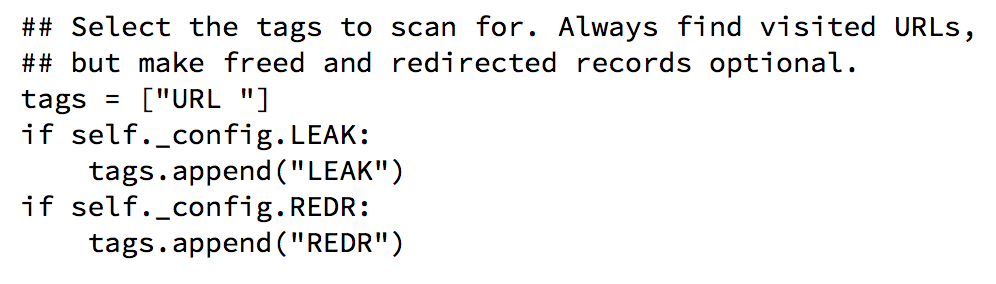 ## Select the tags to scan for. Always find visited URLs,
## but make freed and redirected records optional.
tags = ["URL "]
if self._config.LEAK:
    tags.append("LEAK")
if self._config.REDR:
    tags.append("REDR")